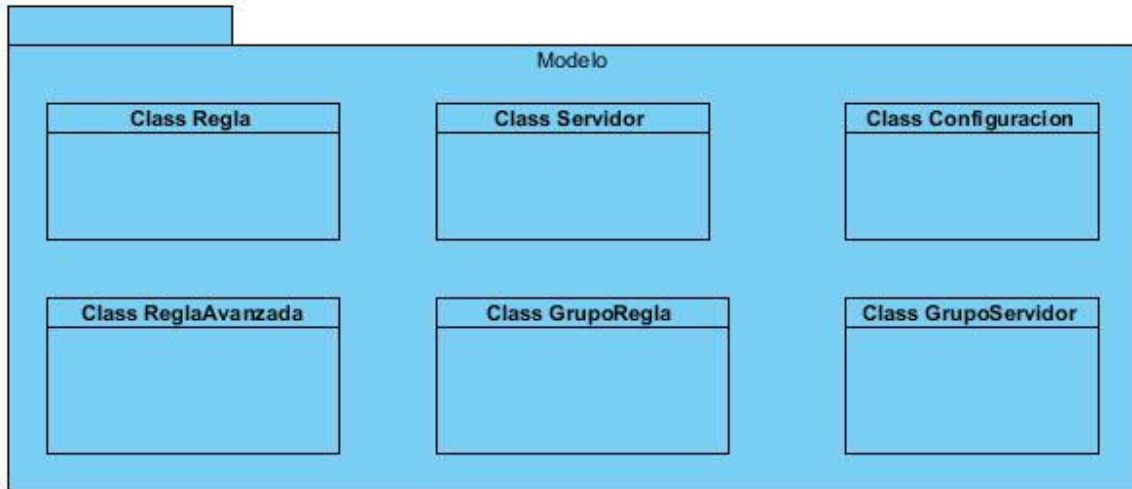 Modelo
Class Regla
Class Servidor
Class Configuracion
Class ReglaAvanzada
Class GrupoRegla
Class GrupoServidor